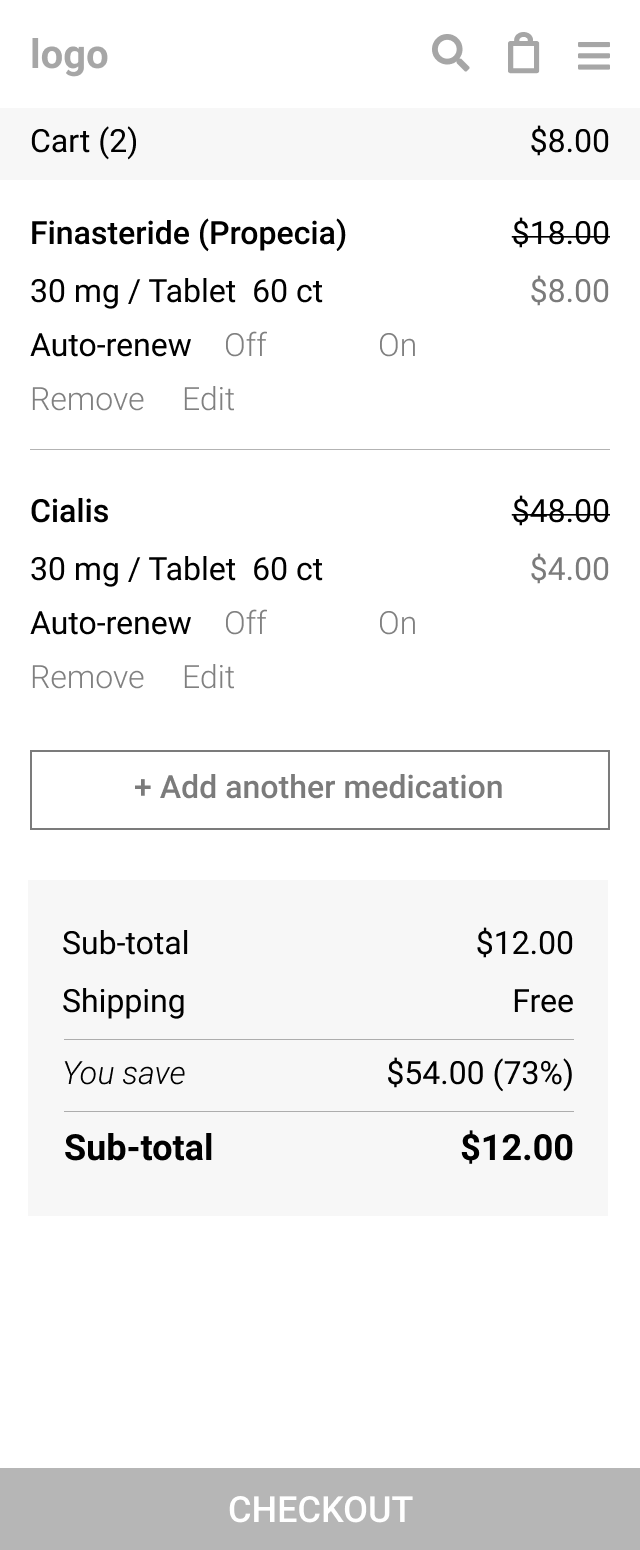 logo
Cart (2) $8.00
Finasteride (Propecia) $18.00
30 mg / Tablet 60 ct $8.00
Auto-renew Off On
Remove Edit
Cialis $48.00
30 mg / Tablet 60 ct $4.00
Auto-renew Off On
Remove Edit
+ Add another medication
Sub-total $12.00
Shipping Free
You save $54.00 (73%)
Sub-total $12.00
CHECKOUT